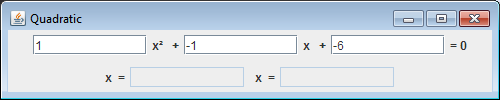 Quadratic
1 x² + -1 x + -6 = 0
x = x =